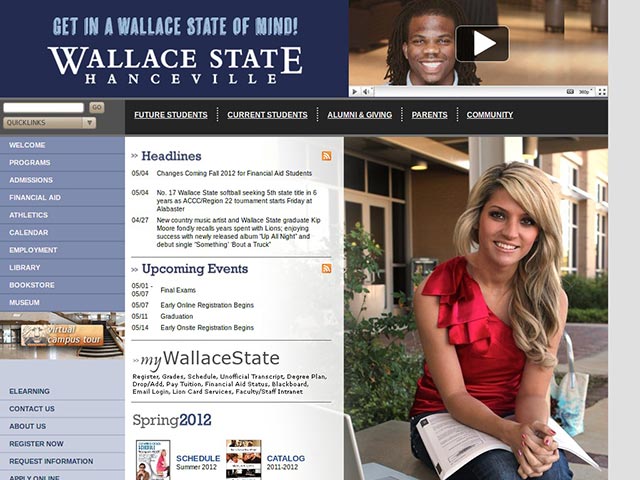 GET IN A WALLACE STATE OF MIND!
WALLACE STATE
HANCEVILLE
360p
GO
QUICKLINKS
FUTURE STUDENTS
CURRENT STUDENTS
ALUMNI & GIVING
PARENTS
COMMUNITY
WELCOME
PROGRAMS
ADMISSIONS
FINANCIAL AID
ATHLETICS
CALENDAR
EMPLOYMENT
LIBRARY
BOOKSTORE
MUSEUM
virtual
campus tour
ELEARNING
CONTACT US
ABOUT US
REGISTER NOW
REQUEST INFORMATION
APPLY ONLINE
Headlines
05/04 Changes Coming Fall 2012 for Financial Aid Students
05/04 No. 17 Wallace State softball seeking 5th state title in 6
years as ACCC/Region 22 tournament starts Friday at
Alabaster
04/27 New country music artist and Wallace State graduate Kip
Moore fondly recalls years spent with Lions; enjoying
success with newly released album "Up All Night" and
debut single "Something' 'Bout a Truck"
Upcoming Events
05/01 -
05/07 Final Exams
05/07 Early Online Registration Begins
05/11 Graduation
05/14 Early Onsite Registration Begins
myWallaceState
Register, Grades, Schedule, Unofficial Transcript, Degree Plan,
Drop/Add, Pay Tuition, Financial Aid Status, Blackboard,
Email Login, Lion Card Services, Faculty/Staff Intranet
Spring2012
SCHEDULE
Summer 2012
CATALOG
2011-2012